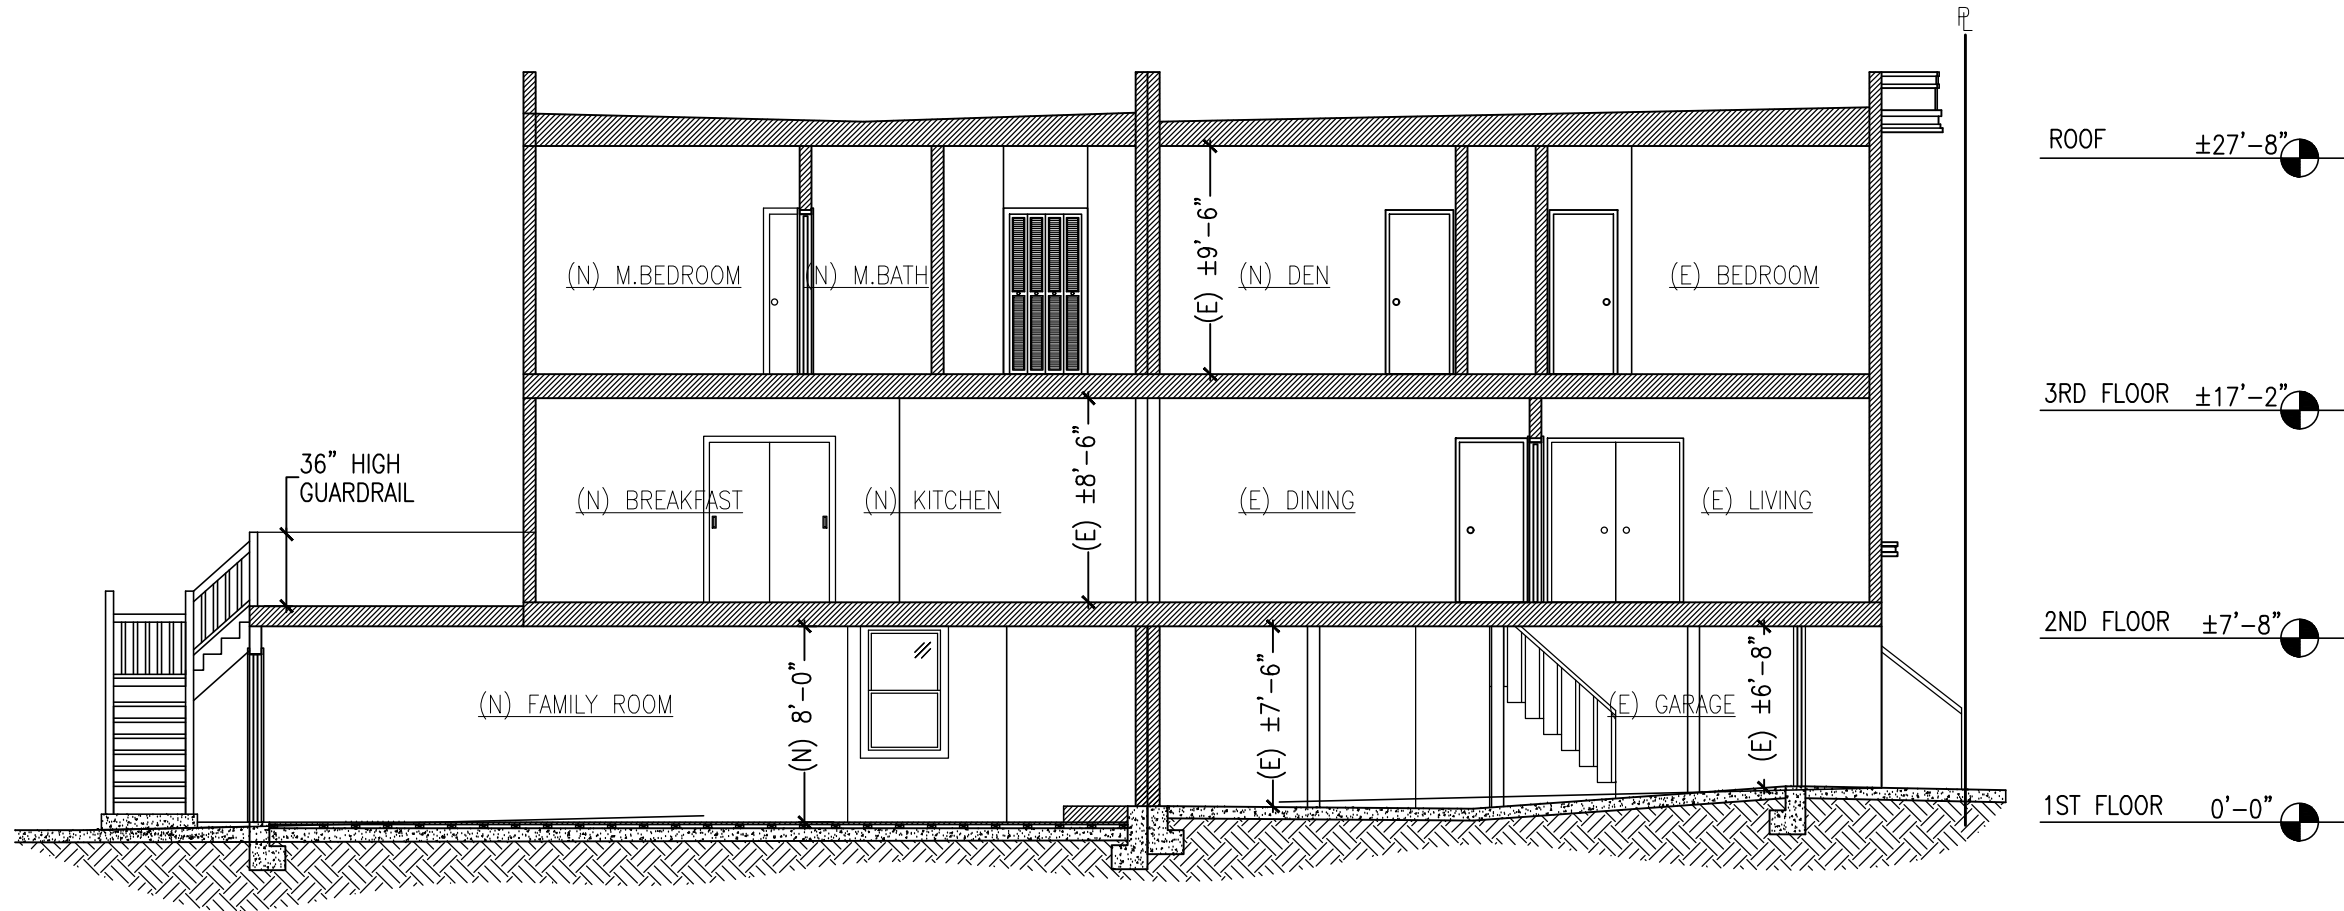 PL
ROOF ±27'-8"
(E) ±9'-6"
(N) M.BEDROOM
(N) M.BATH
(N) DEN
(E) BEDROOM
3RD FLOOR ±17'-2"
36" HIGH
GUARDRAIL
(E) ±8'-6"
(N) BREAKFAST
(N) KITCHEN
(E) DINING
(E) LIVING
2ND FLOOR ±7'-8"
(N) FAMILY ROOM
(N) 8'-0"
(E) ±7'-6"
(E) GARAGE
(E) ±6'-8"
1ST FLOOR 0'-0"